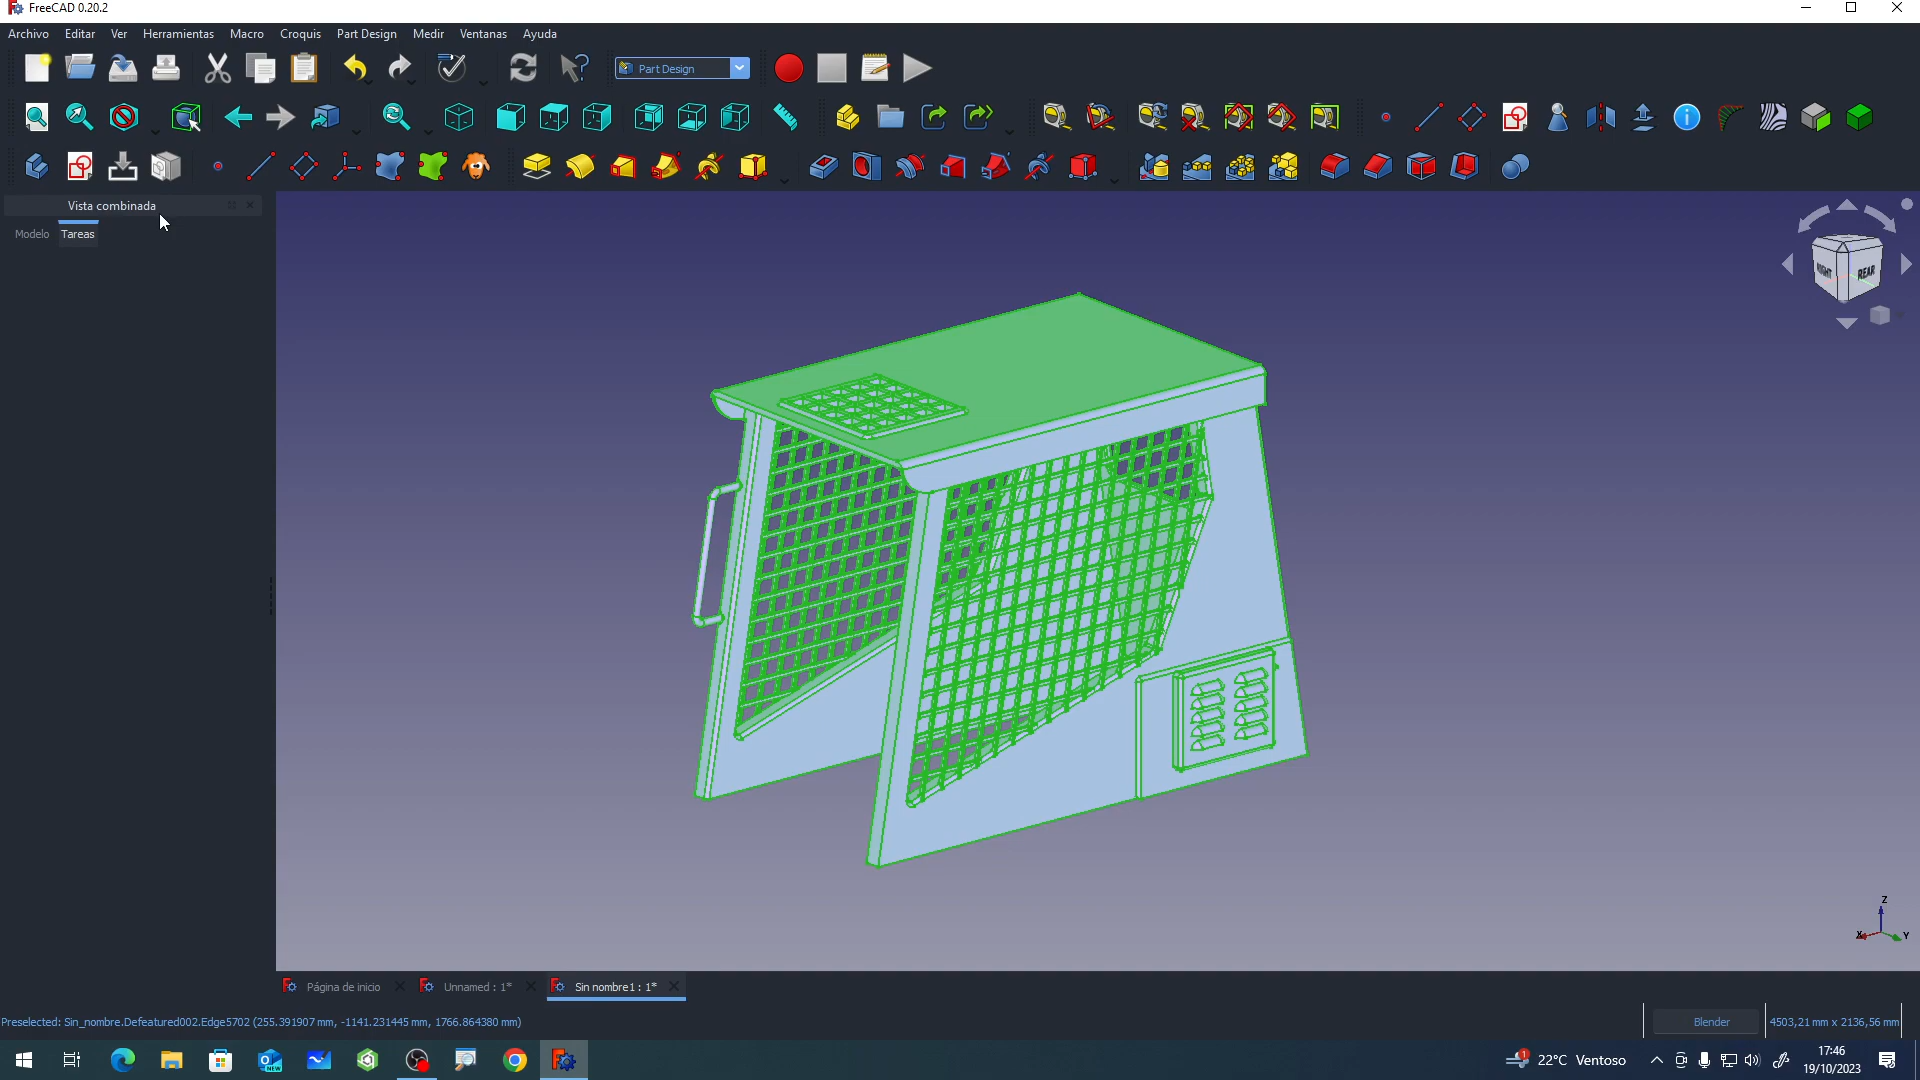 FreeCAD 0.20.2
Archivo Editar Ver Herramientas Macro Croquis Part Design Medir Ventanas Ayuda
Part Design
Vista combinada
Modelo Tareas
RIGHT REAR
Z
X Y
Página de inicio Unnamed : 1* Sin nombre1 : 1*
Preselected: Sin_nombre.Defeatured002.Edge5702 (255.391907 mm, -1141.231445 mm, 1766.864380 mm)
Blender 4503,21 mm x 2136,56 mm
NEW 1 22°C Ventoso 17:46
19/10/2023